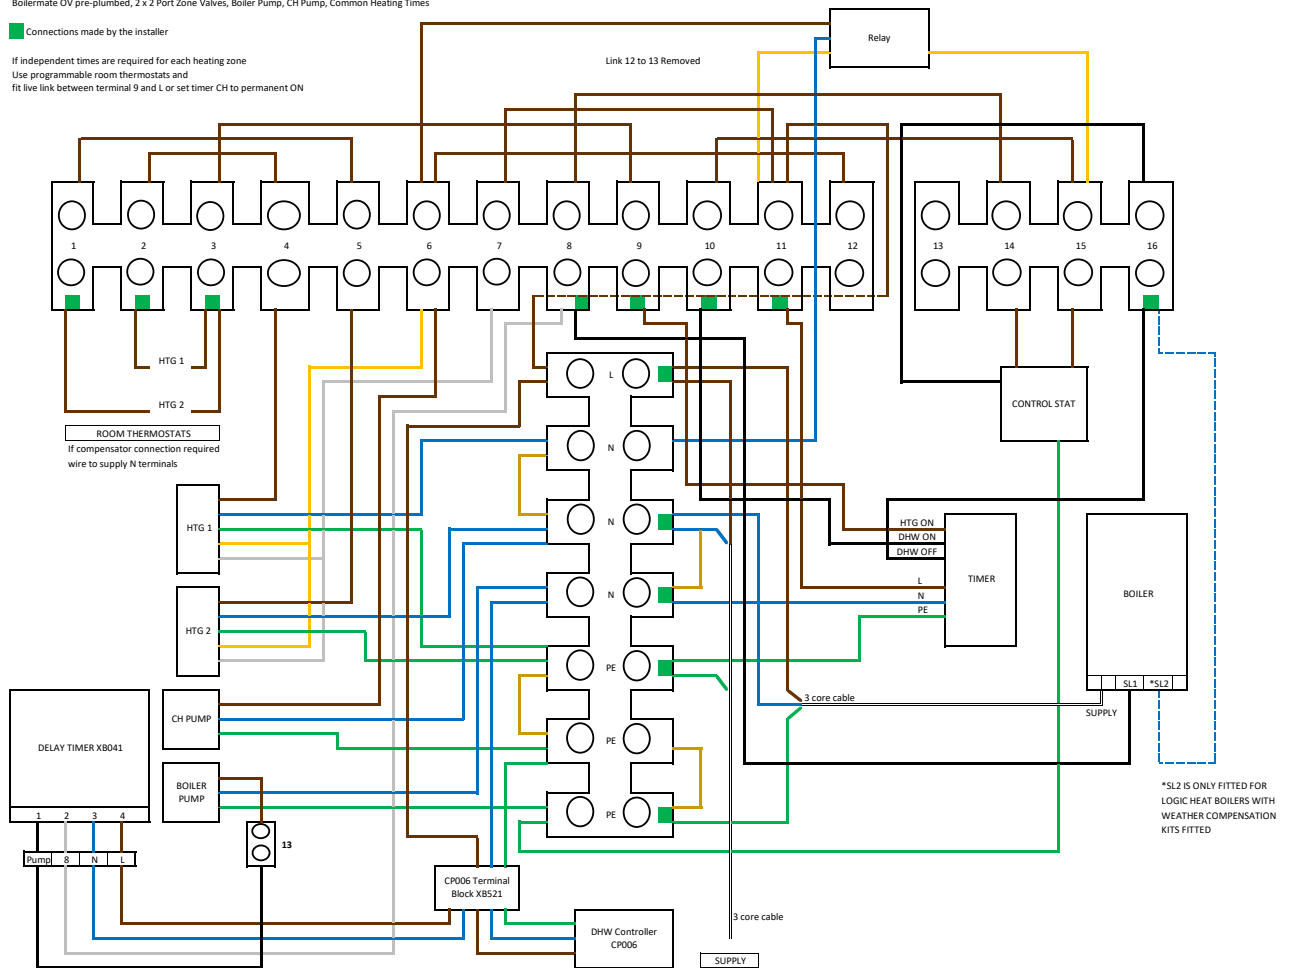 Boilermate OV pre-plumbed, 2 x 2 Port Zone Valves, Boiler Pump, CH Pump, Common Heating Times
Connections made by the installer
Relay
If independent times are required for each heating zone
Use programmable room thermostats and
fit live link between terminal 9 and L or set timer CH to permanent ON
Link 12 to 13 Removed
1 2 3 4 5 6 7 8 9 10 11 12 13 14 15 16
HTG 1
HTG 2
ROOM THERMOSTATS
If compensator connection required
wire to supply N terminals
L
N
N
N
PE
PE
PE
CONTROL STAT
HTG 1
HTG 2
CH PUMP
BOILER
PUMP
DELAY TIMER XB041
1 2 3 4
Pump 8 N L
13
HTG ON
DHW ON
DHW OFF
L
N
PE
TIMER
BOILER
SL1 *SL2
SUPPLY
3 core cable
*SL2 IS ONLY FITTED FOR
LOGIC HEAT BOILERS WITH
WEATHER COMPENSATION
KITS FITTED
CP006 Terminal
Block XB521
DHW Controller
CP006
3 core cable
SUPPLY